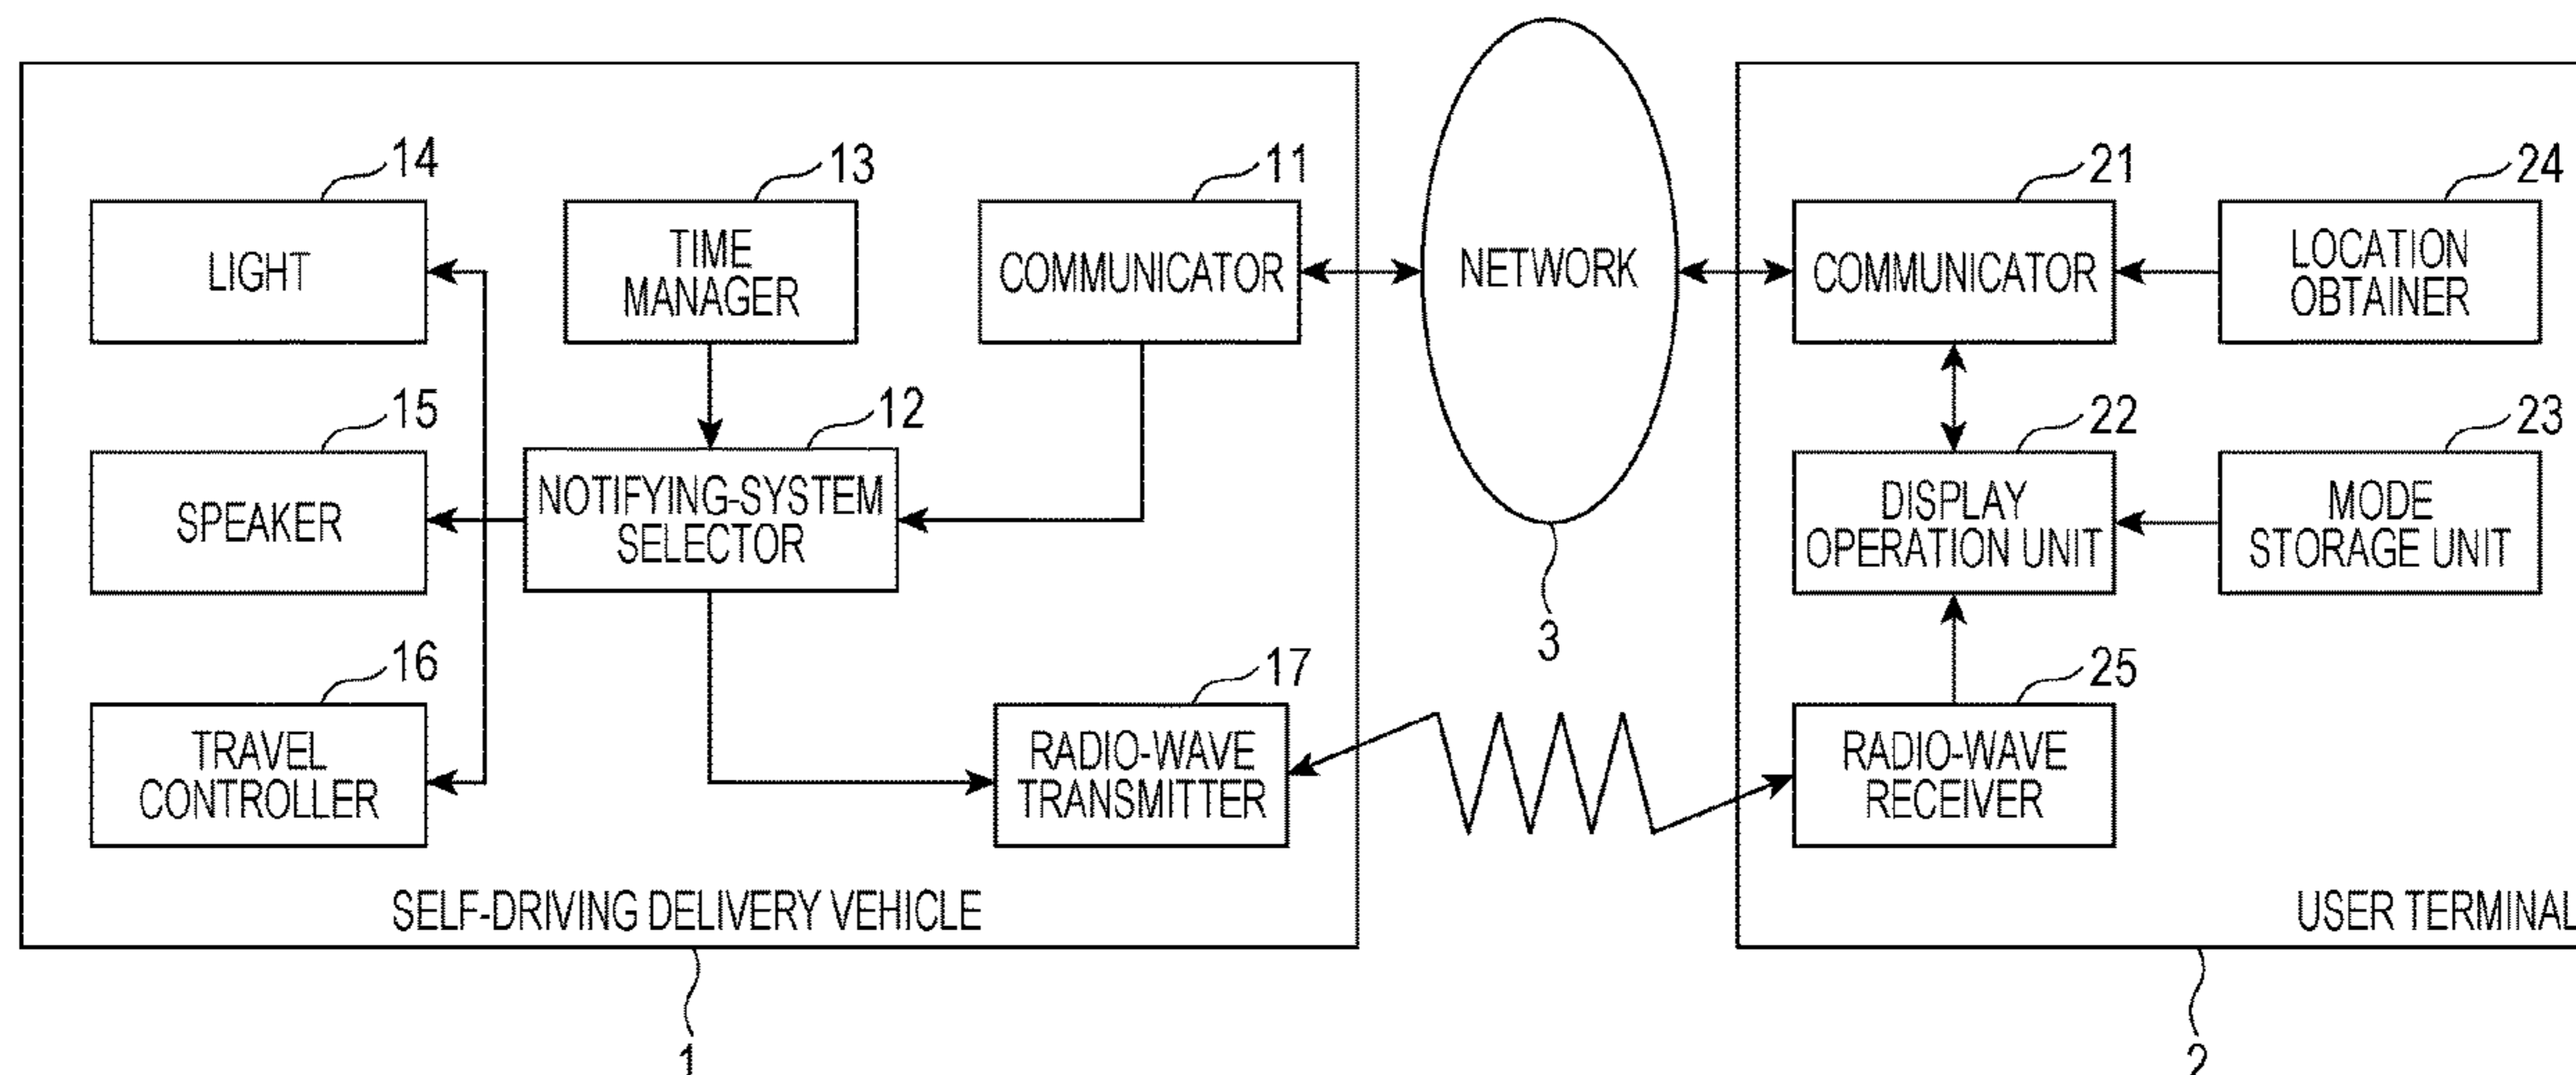 14
13
11
21
24
LIGHT
TIME
MANAGER
COMMUNICATOR
NETWORK
COMMUNICATOR
LOCATION
OBTAINER
15
12
22
23
SPEAKER
NOTIFYING-SYSTEM
SELECTOR
DISPLAY
OPERATION UNIT
MODE
STORAGE UNIT
3
16
17
25
TRAVEL
CONTROLLER
RADIO-WAVE
TRANSMITTER
RADIO-WAVE
RECEIVER
SELF-DRIVING DELIVERY VEHICLE
USER TERMINAL
1
2